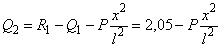 Q₂ = R₁ − Q₁ − P x²/l² = 2,05 − P x²/l²